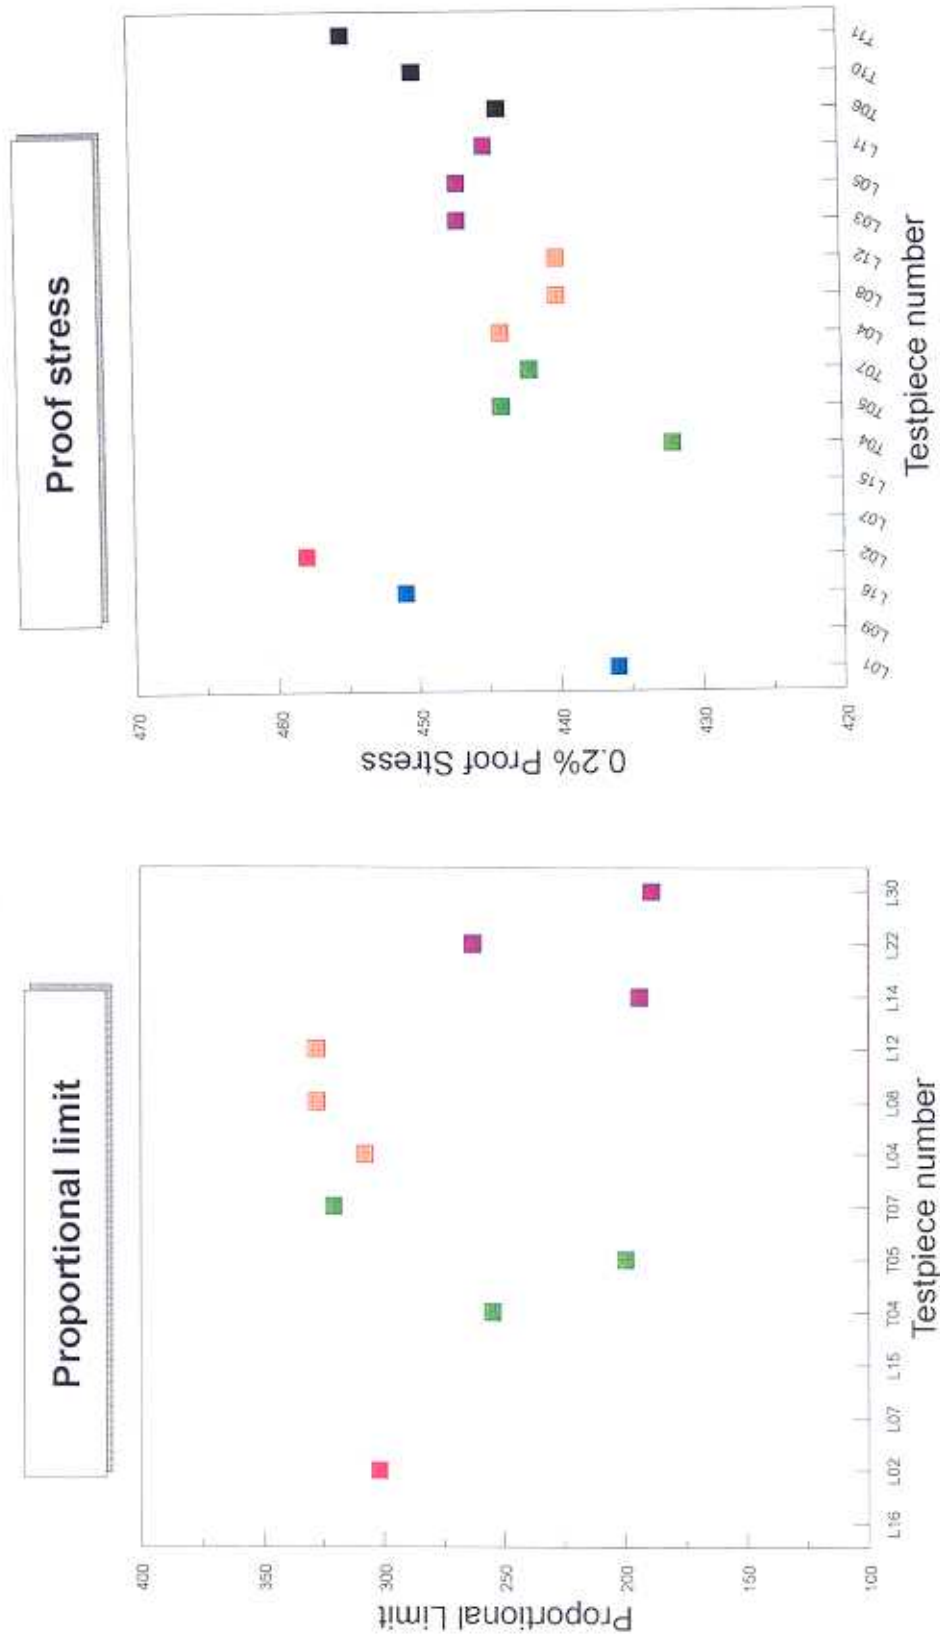 Proportional limit
Proportional Limit
400
350
300
250
200
150
100
L16
L02
L07
L15
T04
T05
T07
L04
L08
L12
L14
L22
L30
Testpiece number
Proof stress
0.2% Proof Stress
470
460
450
440
430
420
L01
L09
L16
L02
L07
L15
T04
T05
T07
L04
L08
L12
L03
L05
L11
T06
T10
T11
Testpiece number